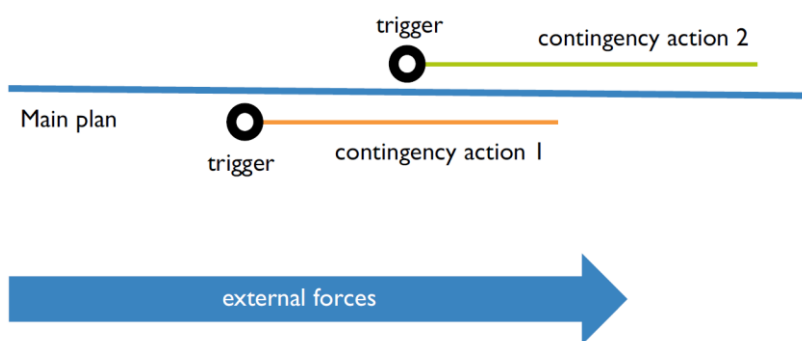 trigger
contingency action 2
Main plan
trigger
contingency action 1
external forces